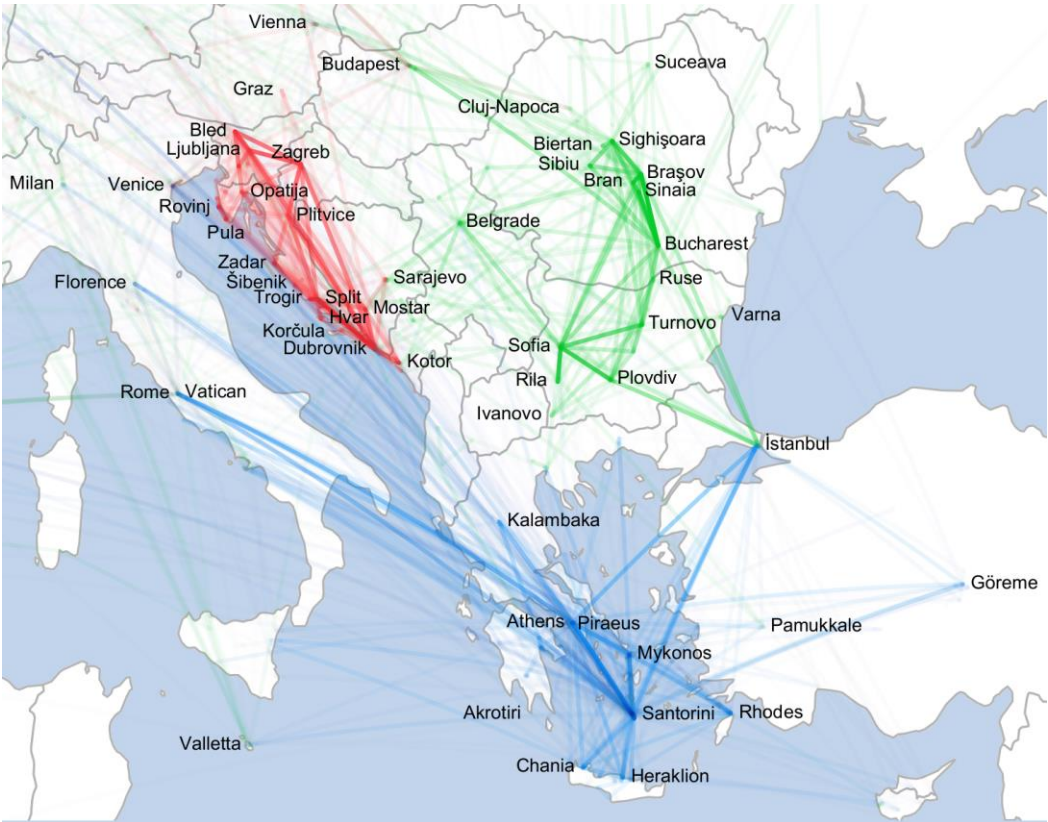 Vienna
Budapest
Suceava
Graz
Cluj-Napoca
Bled
Ljubljana
Zagreb
Biertan
Sighişoara
Sibiu
Bran
Braşov
Sinaia
Milan
Venice
Opatija
Rovinj
Plitvice
Pula
Belgrade
Bucharest
Zadar
Šibenik
Trogir
Split
Sarajevo
Mostar
Ruse
Florence
Hvar
Korčula
Dubrovnik
Kotor
Turnovo
Varna
Sofia
Rila
Plovdiv
Rome
Vatican
Ivanovo
İstanbul
Kalambaka
Göreme
Athens
Piraeus
Pamukkale
Mykonos
Akrotiri
Santorini
Rhodes
Valletta
Chania
Heraklion